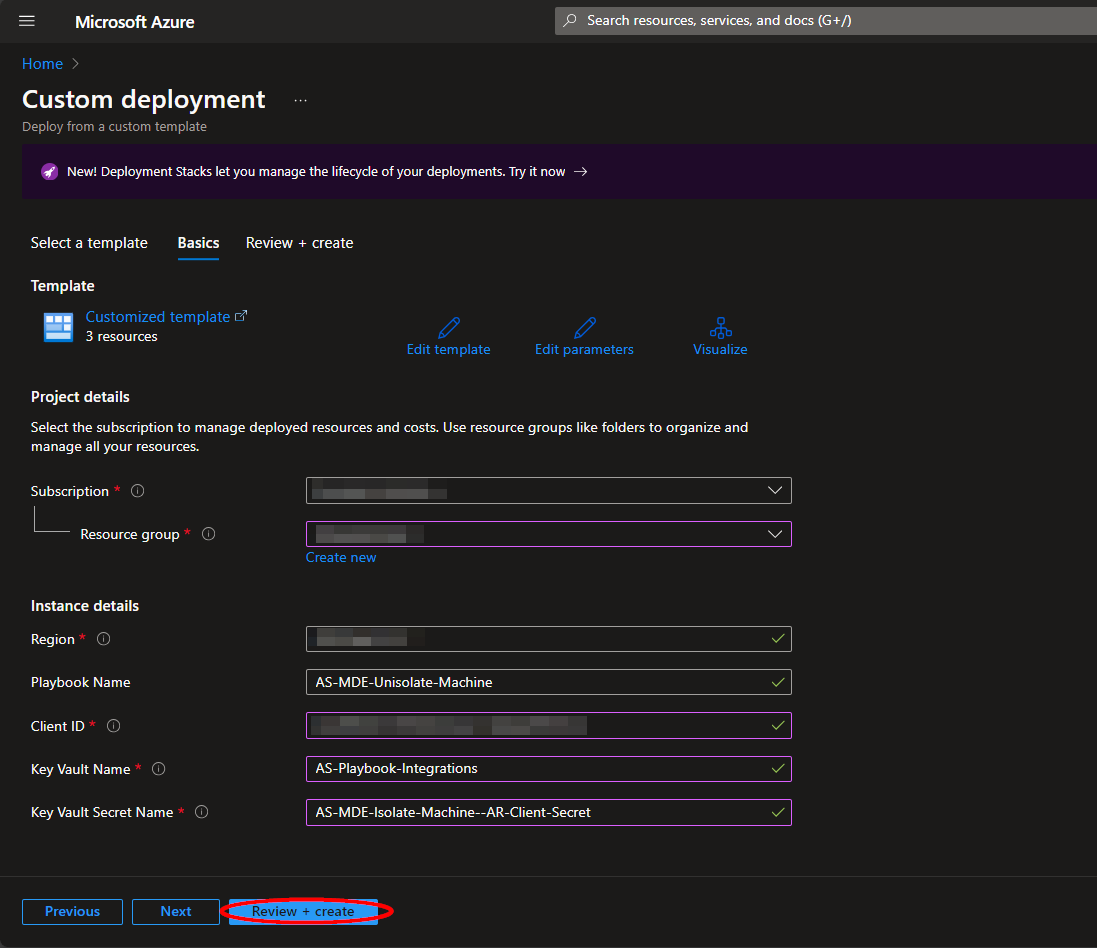 Microsoft Azure
Search resources, services, and docs (G+/)
Home
Custom deployment ...
Deploy from a custom template
New! Deployment Stacks let you manage the lifecycle of your deployments. Try it now →
Select a template Basics Review + create
Template
Customized template
3 resources
Edit template Edit parameters Visualize
Project details
Select the subscription to manage deployed resources and costs. Use resource groups like folders to organize and
manage all your resources.
Subscription *
Resource group *
Create new
Instance details
Region *
Playbook Name AS-MDE-Unisolate-Machine
Client ID *
Key Vault Name * AS-Playbook-Integrations
Key Vault Secret Name * AS-MDE-Isolate-Machine--AR-Client-Secret
Previous Next Review + create